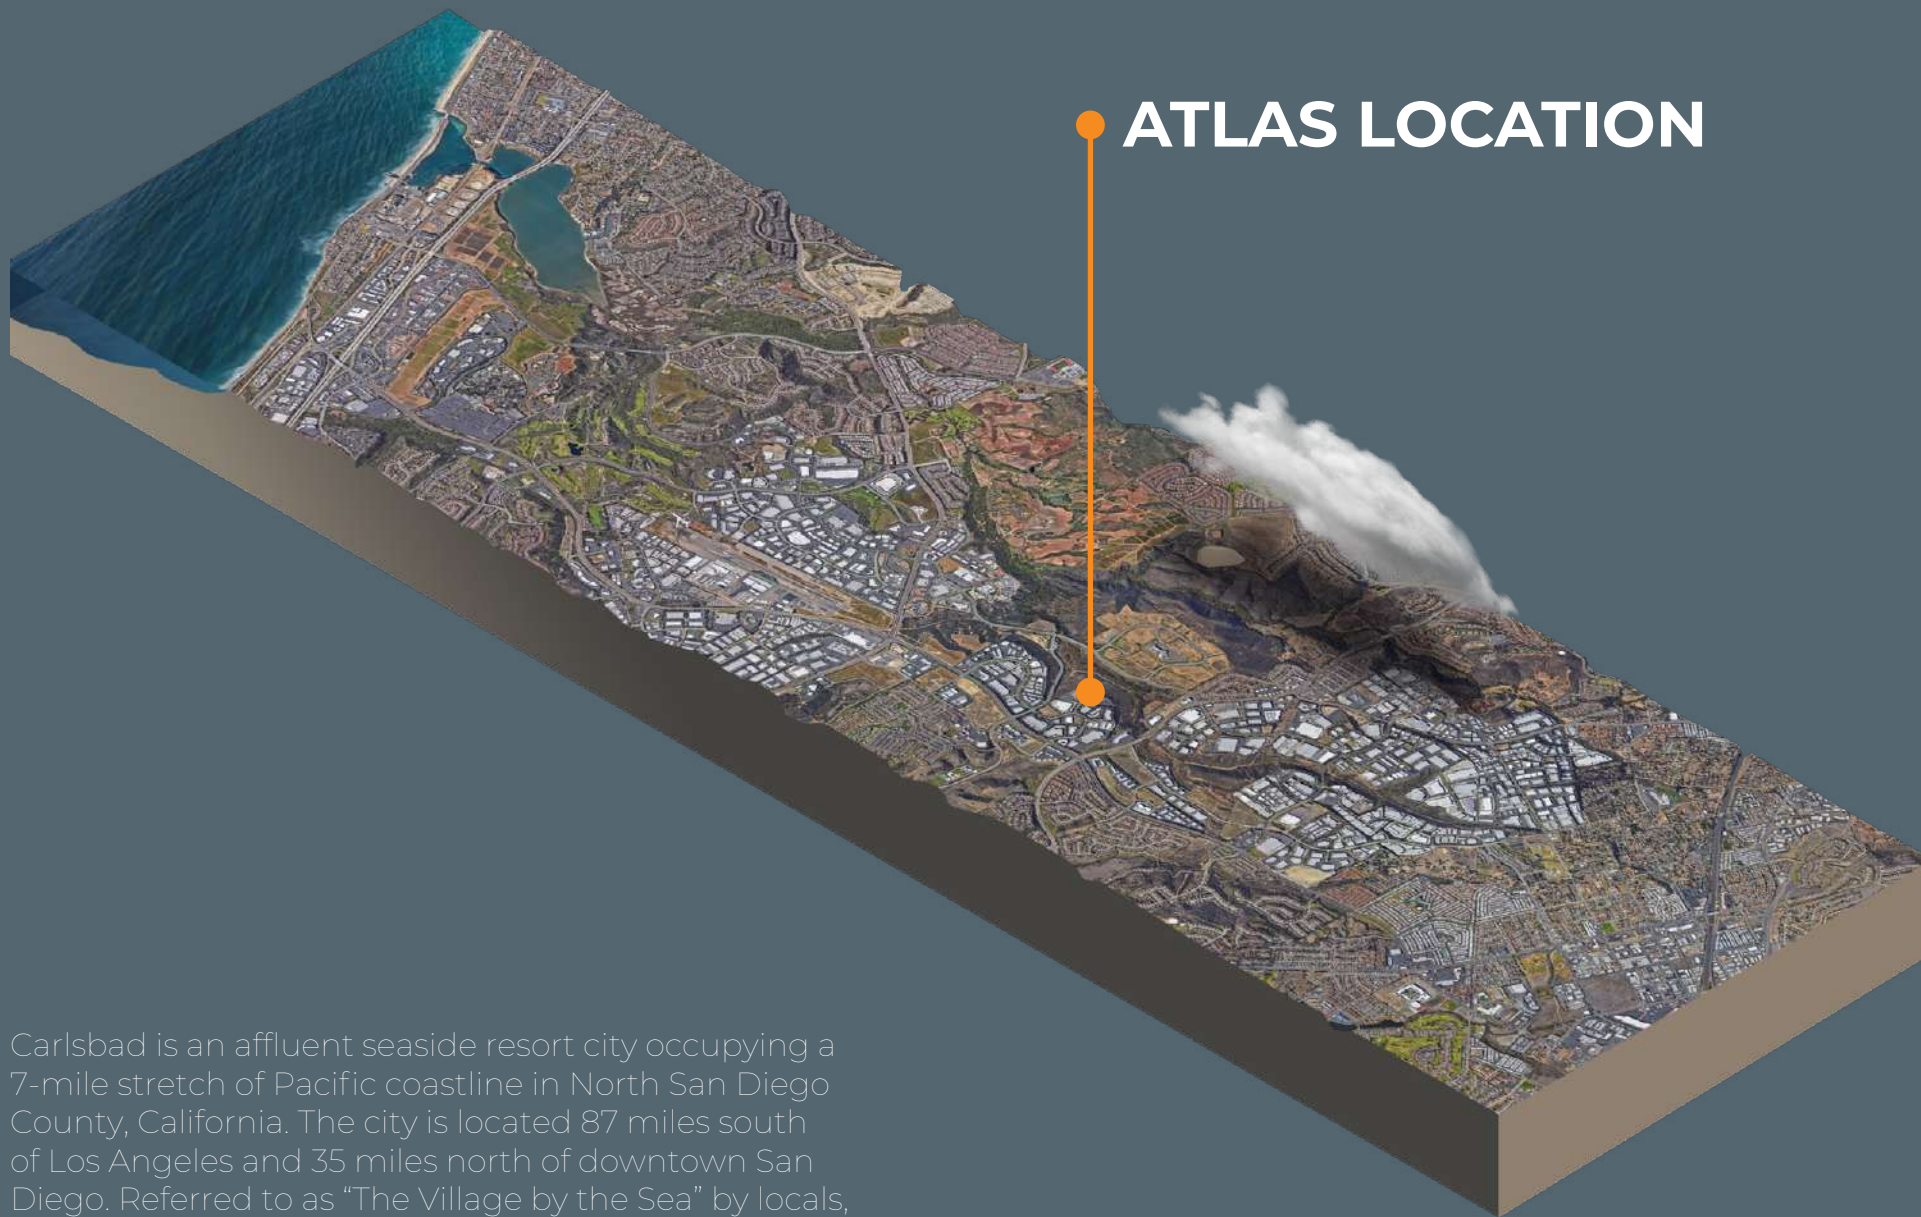 ATLAS LOCATION
Carlsbad is an affluent seaside resort city occupying a
7-mile stretch of Pacific coastline in North San Diego
County, California. The city is located 87 miles south
of Los Angeles and 35 miles north of downtown San
Diego. Referred to as “The Village by the Sea” by locals,